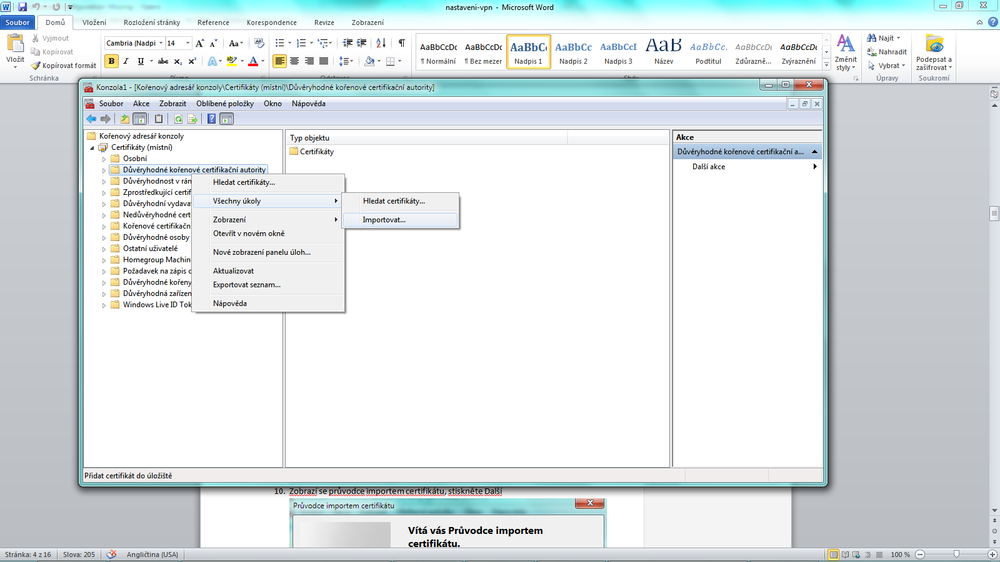 nastaveni-vpn - Microsoft Word
Soubor Domů Vložení Rozložení stránky Reference Korespondence Revize Zobrazení
Vložit
Vyjmout
Kopírovat
Kopírovat formát
Schránka
Cambria (Nadpi 14
AaBbCcDc AaBbCcDc AaBbC AaBbCc AaBbCcI AaB AaBbCc. AaBbCcDc AaBbCcDc
¶ Normální ¶ Bez mezer Nadpis 1 Nadpis 2 Nadpis 3 Název Podtitul Zdůrazně... Zvýraznění
Změnit
styly
Najít
Nahradit
Vybrat
Úpravy
Podepsat a
zašifrovat
Soukromí
Konzola1 - [Kořenový adresář konzoly\Certifikáty (místní)\Důvěryhodné kořenové certifikační autority]
Soubor Akce Zobrazit Oblíbené položky Okno Nápověda
Kořenový adresář konzoly
Certifikáty (místní)
Osobní
Důvěryhodné kořenové certifikační autority
Důvěryhodnost v rán
Zprostředkující certif
Důvěryhodní vydava
Nedůvěryhodné cert
Kořenové certifikačn
Důvěryhodné osoby
Ostatní uživatelé
Homegroup Machin
Požadavek na zápis c
Důvěryhodné kořeny
Důvěryhodná zařízen
Windows Live ID Tok
Hledat certifikáty...
Všechny úkoly
Zobrazení
Otevřít v novém okně
Nové zobrazení panelu úloh...
Aktualizovat
Exportovat seznam...
Nápověda
Hledat certifikáty...
Importovat...
Typ objektu
Certifikáty
Akce
Důvěryhodné kořenové certifikační a...
Další akce
Přidat certifikát do úložiště
10. Zobrazí se průvodce importem certifikátu, stiskněte Další
Průvodce importem certifikátu
Vítá vás Průvodce importem
certifikátu.
Stránka: 4 z 16 Slova: 205 Angličtina (USA) 100 %